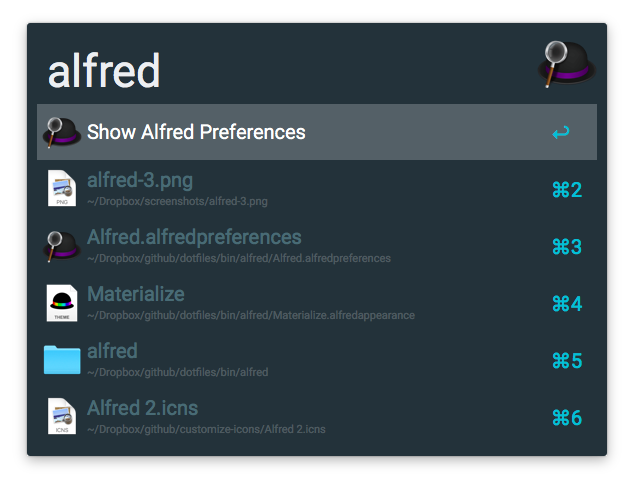 alfred
Show Alfred Preferences ↩
alfred-3.png ⌘2
~/Dropbox/screenshots/alfred-3.png
PNG
Alfred.alfredpreferences ⌘3
~/Dropbox/github/dotfiles/bin/alfred/Alfred.alfredpreferences
Materialize ⌘4
~/Dropbox/github/dotfiles/bin/alfred/Materialize.alfredappearance
THEME
alfred ⌘5
~/Dropbox/github/dotfiles/bin/alfred
Alfred 2.icns ⌘6
~/Dropbox/github/customize-icons/Alfred 2.icns
ICNS